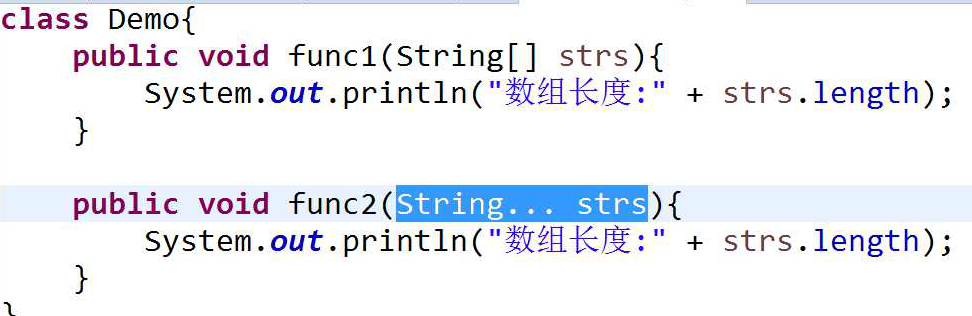 class Demo{
public void func1(String[] strs){
System.out.println("数组长度:" + strs.length);
}
public void func2(String... strs){
System.out.println("数组长度:" + strs.length);
}
}